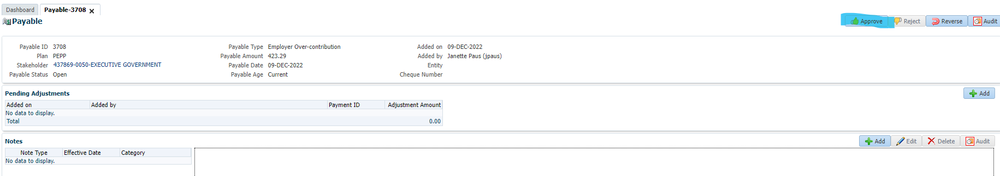 Dashboard Payable-3708
Payable Approve Reject Reverse Audit
Payable ID 3708 Payable Type Employer Over-contribution Added on 09-DEC-2022
Plan PEPP Payable Amount 423.29 Added by Janette Paus (jpaus)
Stakeholder 437869-0050-EXECUTIVE GOVERNMENT Payable Date 09-DEC-2022 Entity
Payable Status Open Payable Age Current Cheque Number
Pending Adjustments Add
Added on Added by Payment ID Adjustment Amount
No data to display.
Total 0.00
Notes Add Edit Delete Audit
Note Type Effective Date Category
No data to display.